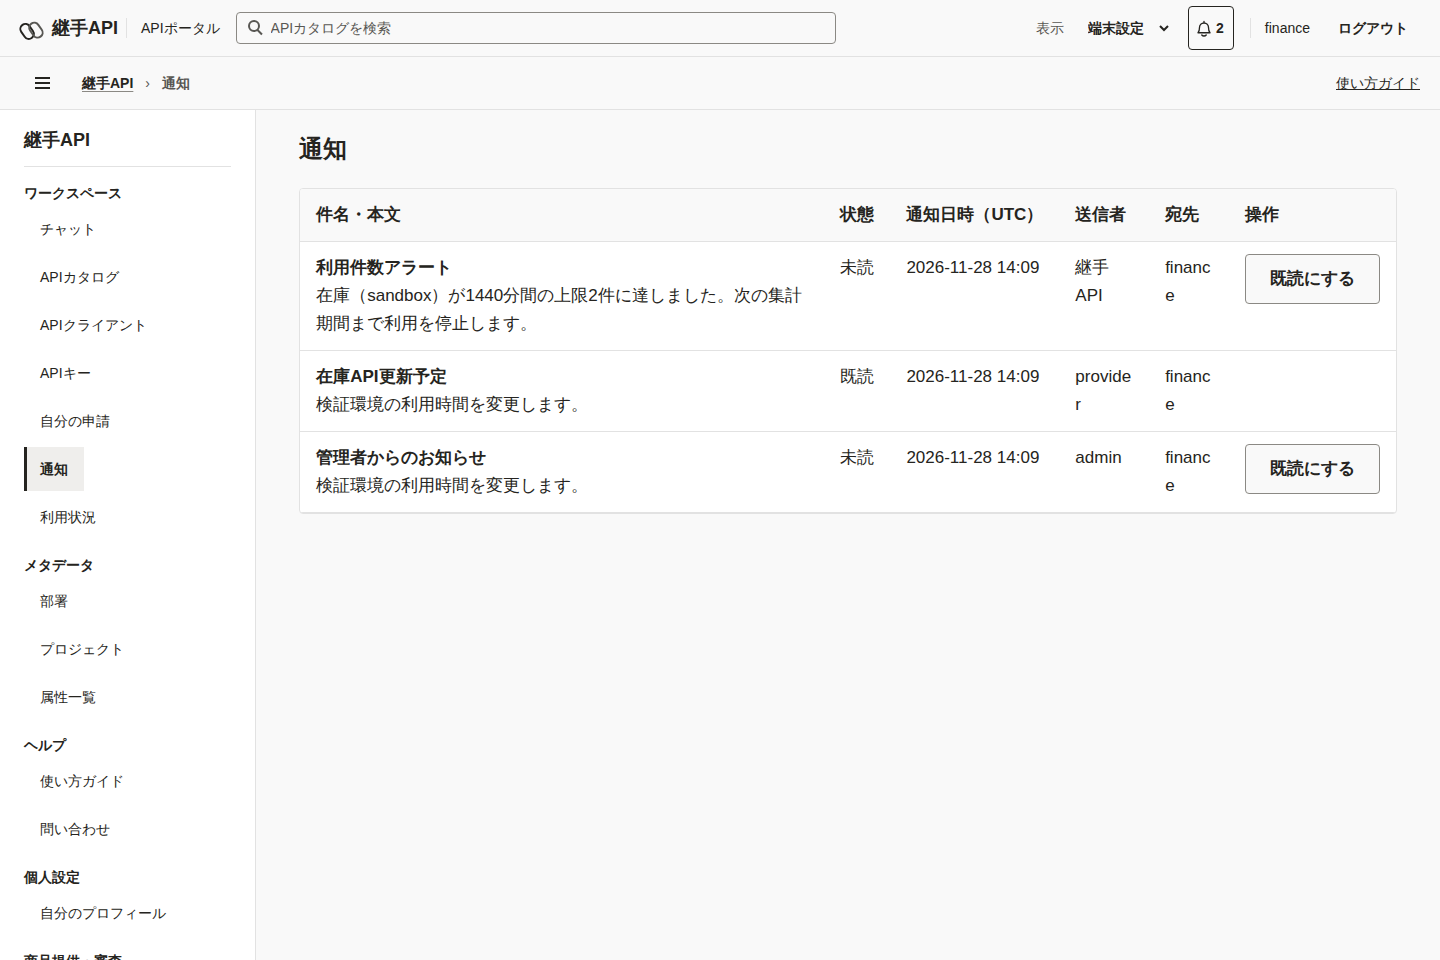 継手API
APIポータル
APIカタログを検索
表示
端末設定
2
finance
ログアウト
継手API › 通知
使い方ガイド
継手API
ワークスペース
チャット
APIカタログ
APIクライアント
APIキー
自分の申請
通知
利用状況
メタデータ
部署
プロジェクト
属性一覧
ヘルプ
使い方ガイド
問い合わせ
個人設定
自分のプロフィール
通知
件名・本文 状態 通知日時（UTC） 送信者 宛先 操作
利用件数アラート 未読 2026-11-28 14:09 継手 financ 既読にする
在庫（sandbox）が1440分間の上限2件に達しました。次の集計 API e
期間まで利用を停止します。
在庫API更新予定 既読 2026-11-28 14:09 provide financ
検証環境の利用時間を変更します。 r e
管理者からのお知らせ 未読 2026-11-28 14:09 admin financ 既読にする
検証環境の利用時間を変更します。 e